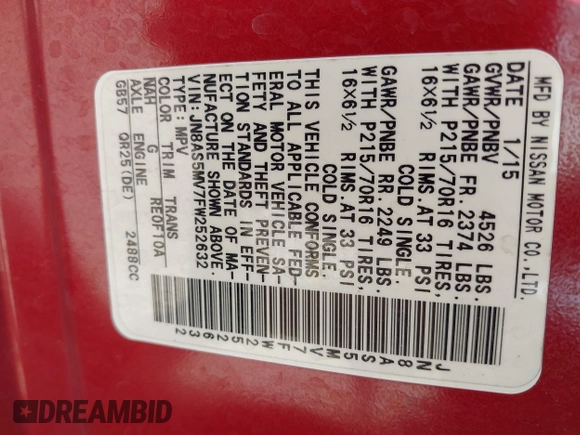 MFD BY NISSAN MOTOR CO.,LTD.
DATE 1/15
GVWR/PNBV 4526 LBS.
GAWR/PNBE FR. 2374 LBS.
WITH P215/70R16 TIRES,
16X6½ RIMS.AT 33 PSI
COLD SINGLE.
GAWR/PNBE RR. 2249 LBS.
WITH P215/70R16 TIRES,
16X6½ RIMS.AT 33 PSI
COLD SINGLE.
THIS VEHICLE CONFORMS
TO ALL APPLICABLE FED-
ERAL MOTOR VEHICLE SA-
FETY AND THEFT PREVEN-
TION STANDARDS IN EFF-
ECT ON THE DATE OF MA-
NUFACTURE SHOWN ABOVE.
VIN: JN8AS5MV7FW252632
TYPE: MPV
COLOR TRIM TRANS
NAH G RE0F10A
AXLE ENGINE
GB57 QR25(DE) 2488CC
JN8AS5MV7FW252632
DREAMBID